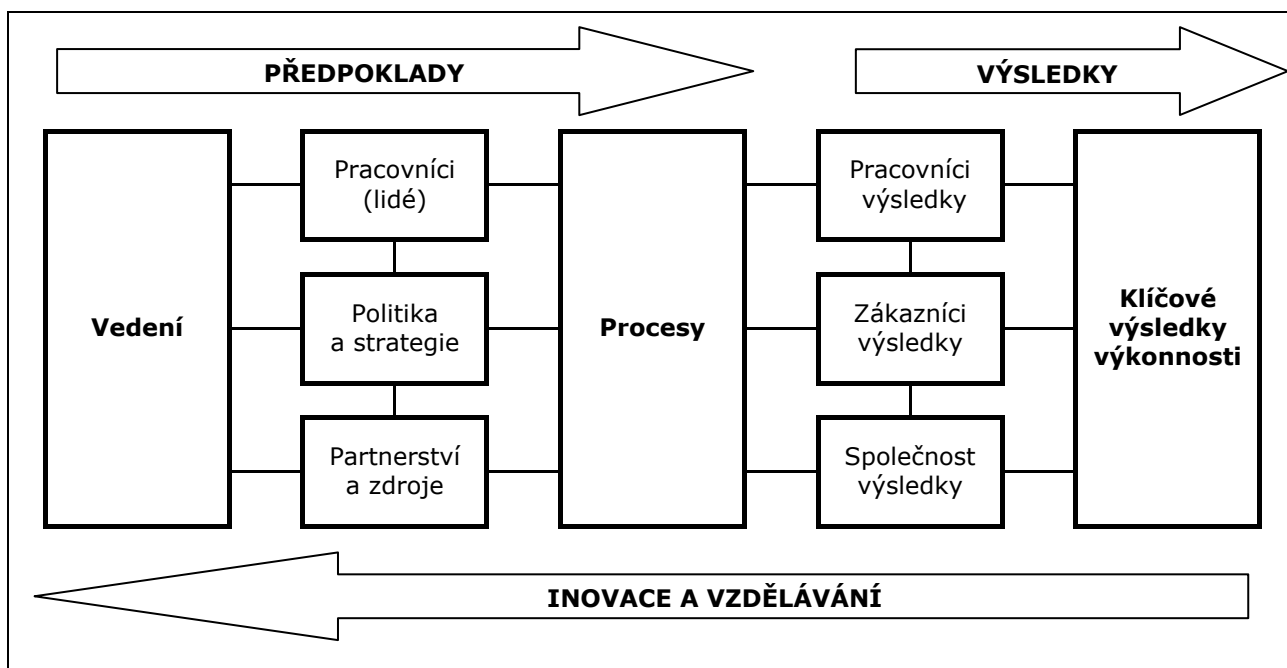 PŘEDPOKLADY
VÝSLEDKY
Vedení
Pracovníci
(lidé)
Politika
a strategie
Partnerství
a zdroje
Procesy
Pracovníci
výsledky
Zákazníci
výsledky
Společnost
výsledky
Klíčové
výsledky
výkonnosti
INOVACE A VZDĚLÁVÁNÍ